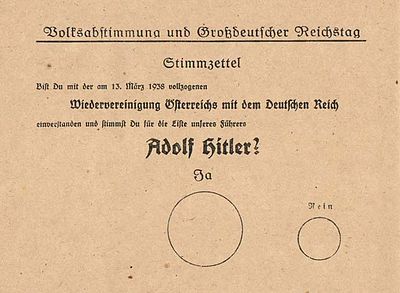 Volksabstimmung und Großdeutscher Reichstag
Stimmzettel
Bist Du mit der am 13. März 1938 vollzogenen
Wiedervereinigung Österreichs mit dem Deutschen Reich
einverstanden und stimmst Du für die Liste unseres Führers
Adolf Hitler?
Ja
Nein